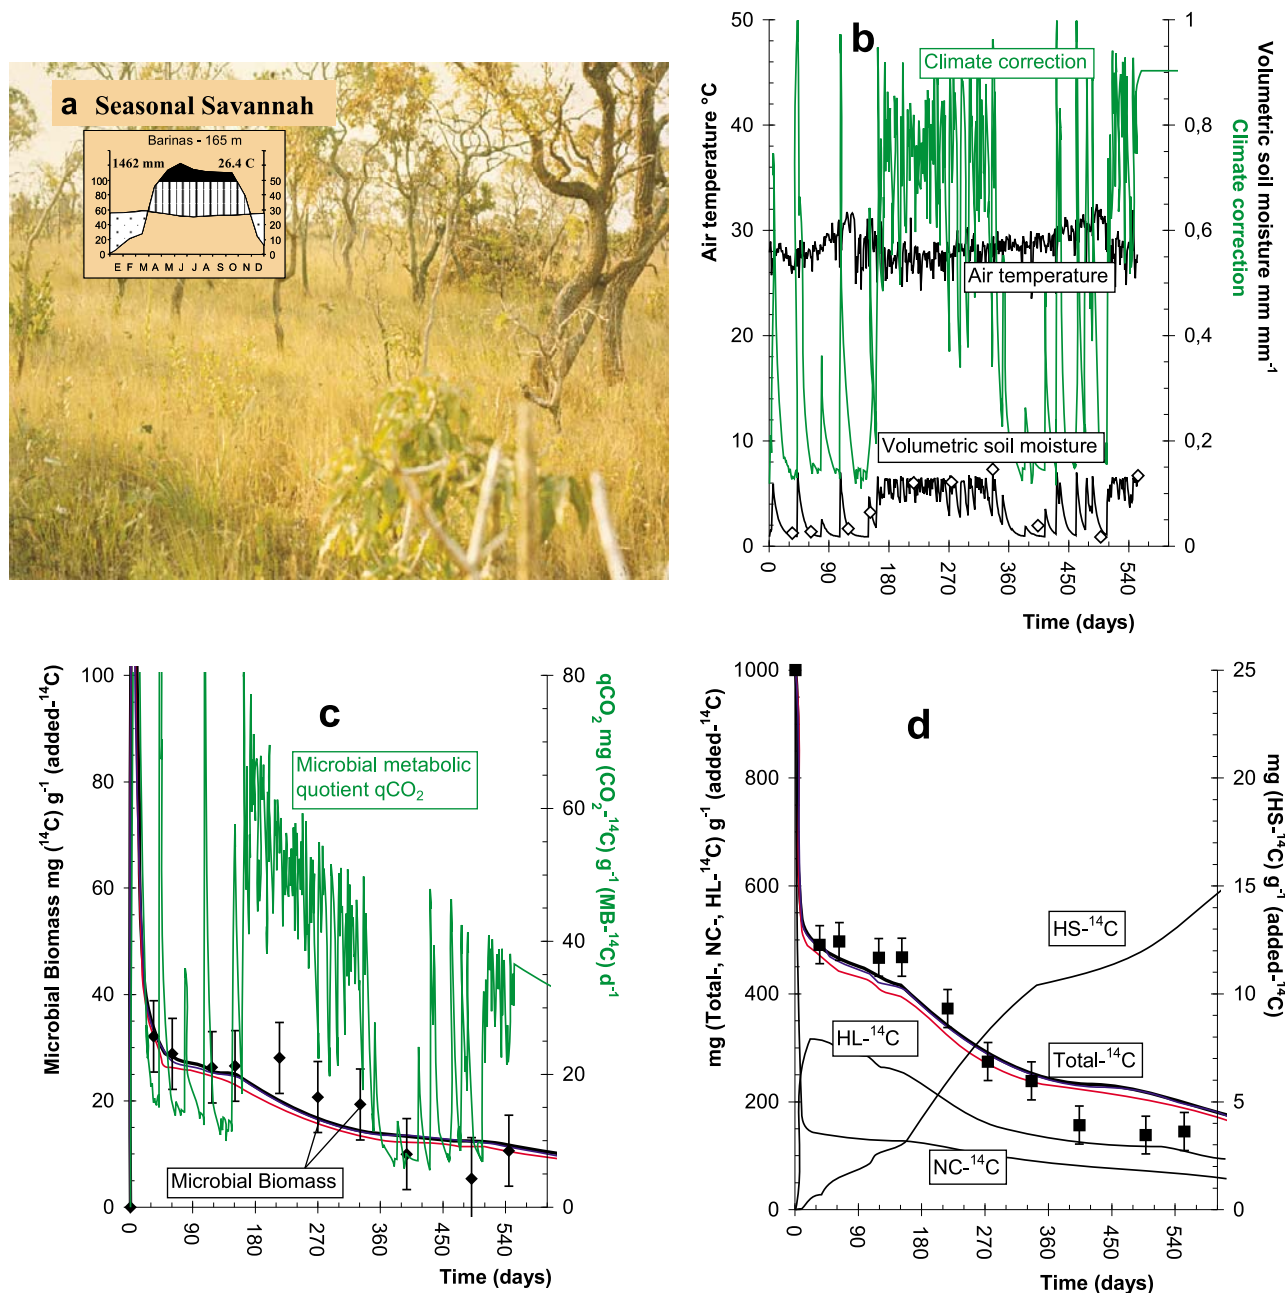 a Seasonal Savannah
Barinas - 165 m
1462 mm 26.4 C
100 50
80 40
60 30
40 20
20 10
0 0
E F M A M J J A S O N D
b
Air temperature °C
50
40
30
20
10
0
Climate correction
Air temperature
Volumetric soil moisture
1
0,8
0,6
0,4
0,2
0
Volumetric soil moisture mm mm⁻¹
Climate correction
0 90 180 270 360 450 540
Time (days)
c
Microbial Biomass mg (¹⁴C) g⁻¹ (added-¹⁴C)
100
80
60
40
20
0
Microbial metabolic
quotient qCO₂
Microbial Biomass
80
60
40
20
0
qCO₂ mg (CO₂-¹⁴C) g⁻¹ (MB-¹⁴C) d⁻¹
0 90 180 270 360 450 540
Time (days)
d
mg (Total-, NC-, HL-¹⁴C) g⁻¹ (added-¹⁴C)
1000
800
600
400
200
0
HS-¹⁴C
HL-¹⁴C
Total-¹⁴C
NC-¹⁴C
25
20
15
10
5
0
mg (HS-¹⁴C) g⁻¹ (added-¹⁴C)
0 90 180 270 360 450 540
Time (days)